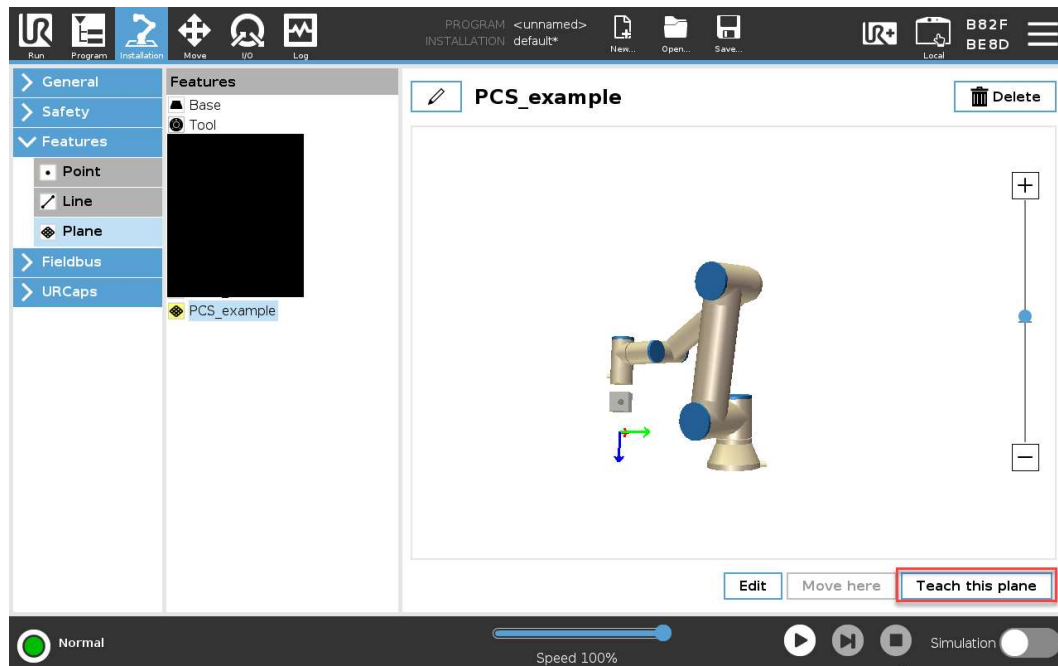 UR
Run
Program
Installation
Move
I/O
Log
PROGRAM <unnamed>
INSTALLATION default*
New...
Open...
Save...
UR+
Local
B82F
BE8D
General
Safety
Features
Point
Line
Plane
Fieldbus
URCaps
Features
Base
Tool
PCS_example
PCS_example
Delete
+
−
Edit
Move here
Teach this plane
Normal
Speed 100%
Simulation